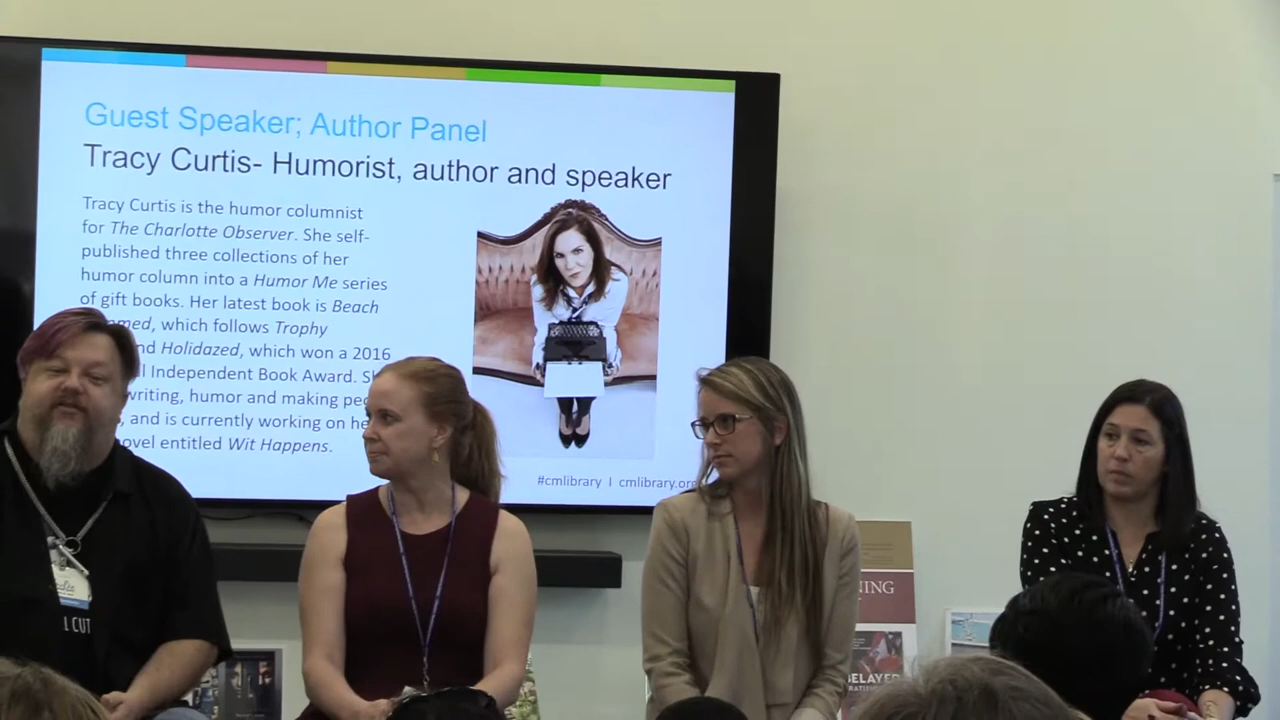 Guest Speaker; Author Panel
Tracy Curtis- Humorist, author and speaker
Tracy Curtis is the humor columnist
for The Charlotte Observer. She self-
published three collections of her
humor column into a Humor Me series
of gift books. Her latest book is Beach
, which follows Trophy
Holidazed, which won a 2016
Independent Book Award.
writing, humor and making
, and is currently working on
entitled Wit Happens.
#cmlibrary I cmlibrary.org
CUT